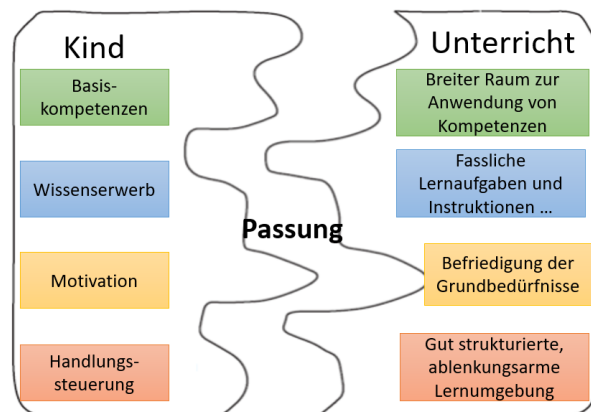 Kind
Unterricht
Basis-
kompetenzen
Breiter Raum zur
Anwendung von
Kompetenzen
Wissenserwerb
Fassliche
Lernaufgaben und
Instruktionen ...
Passung
Motivation
Befriedigung der
Grundbedürfnisse
Handlungs-
steuerung
Gut strukturierte,
ablenkungsarme
Lernumgebung